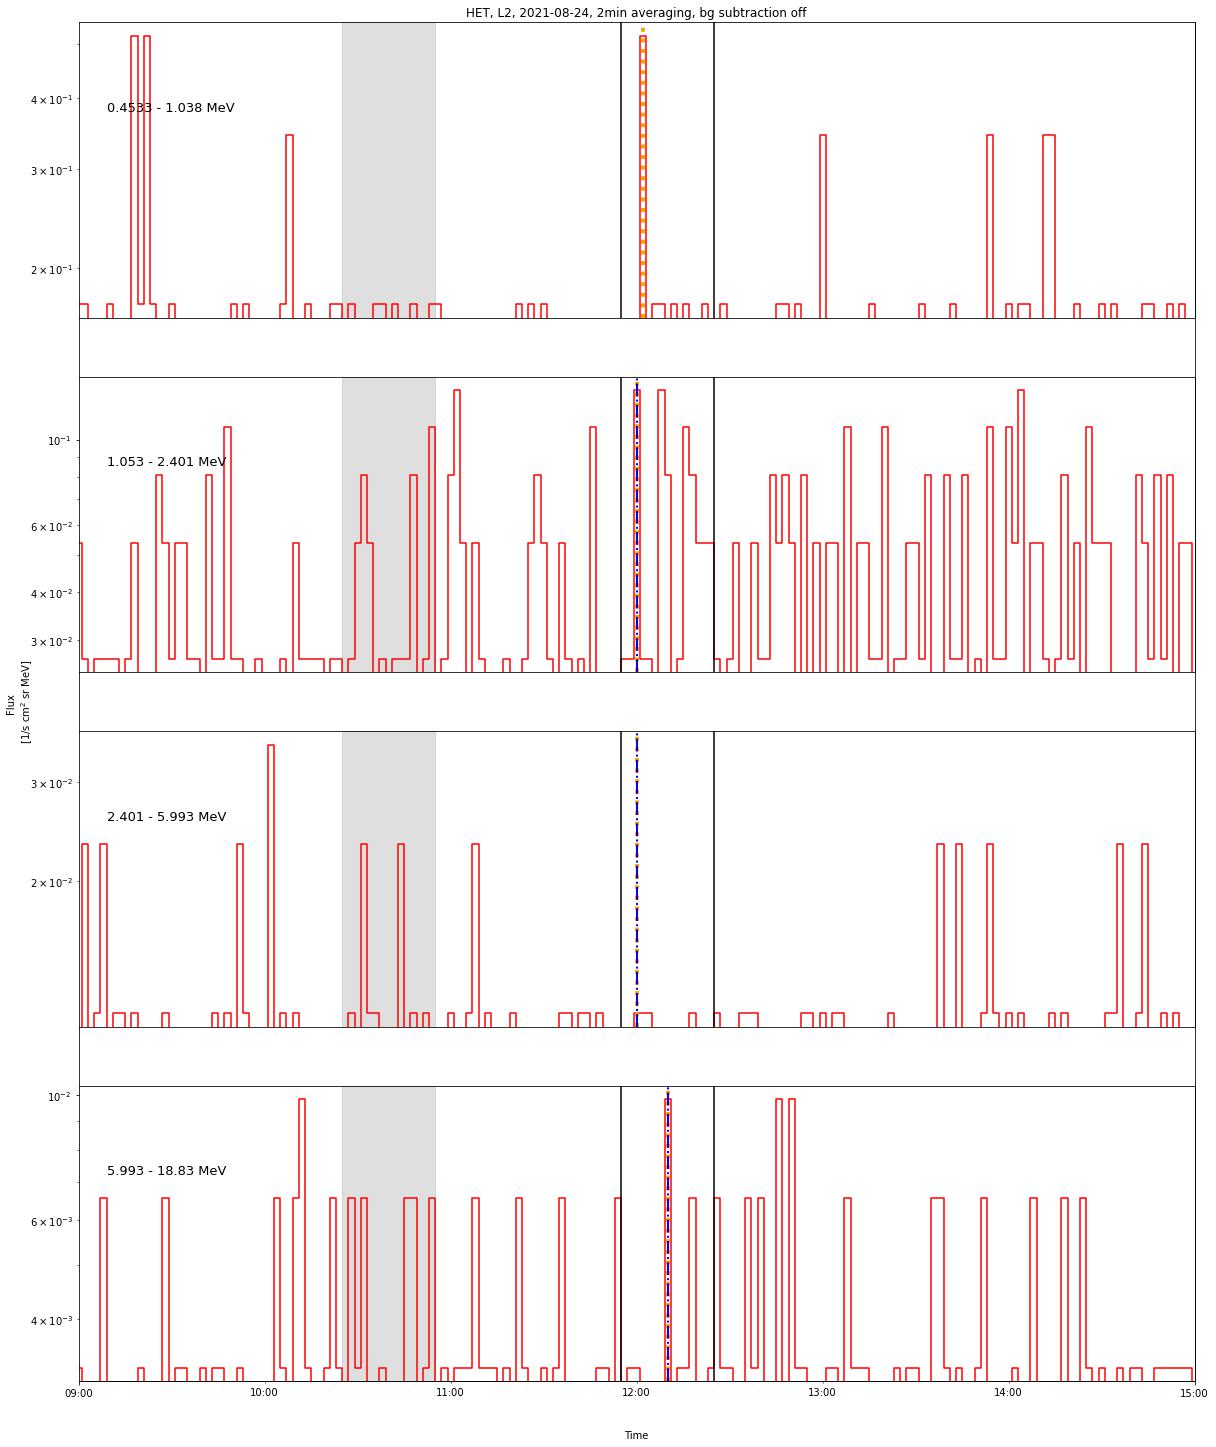 HET, L2, 2021-08-24, 2min averaging, bg subtraction off
4 × 10⁻¹
0.4533 - 1.038 MeV
3 × 10⁻¹
2 × 10⁻¹
10⁻¹
1.053 - 2.401 MeV
6 × 10⁻²
4 × 10⁻²
3 × 10⁻²
Flux
[1/s cm² sr MeV]
3 × 10⁻²
2.401 - 5.993 MeV
2 × 10⁻²
10⁻²
5.993 - 18.83 MeV
6 × 10⁻³
4 × 10⁻³
09:00 10:00 11:00 12:00 13:00 14:00 15:00
Time